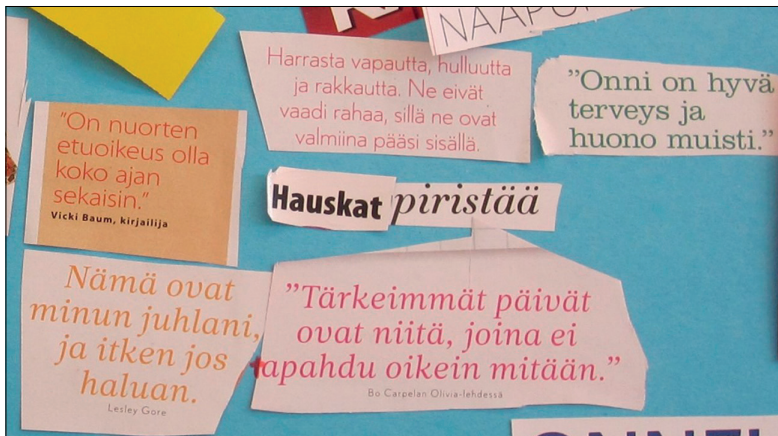 Harrasta vapautta, hulluutta
ja rakkautta. Ne eivät
vaadi rahaa, sillä ne ovat
valmiina pääsi sisällä.
”Onni on hyvä
terveys ja
huono muisti.”
”On nuorten
etuoikeus olla
koko ajan
sekaisin.”
Vicki Baum, kirjailija
Hauskat piristää
Nämä ovat
minun juhlani,
ja itken jos
haluan.
Lesley Gore
”Tärkeimmät päivät
ovat niitä, joina ei
tapahdu oikein mitään.”
Bo Carpelan Olivia-lehdessä